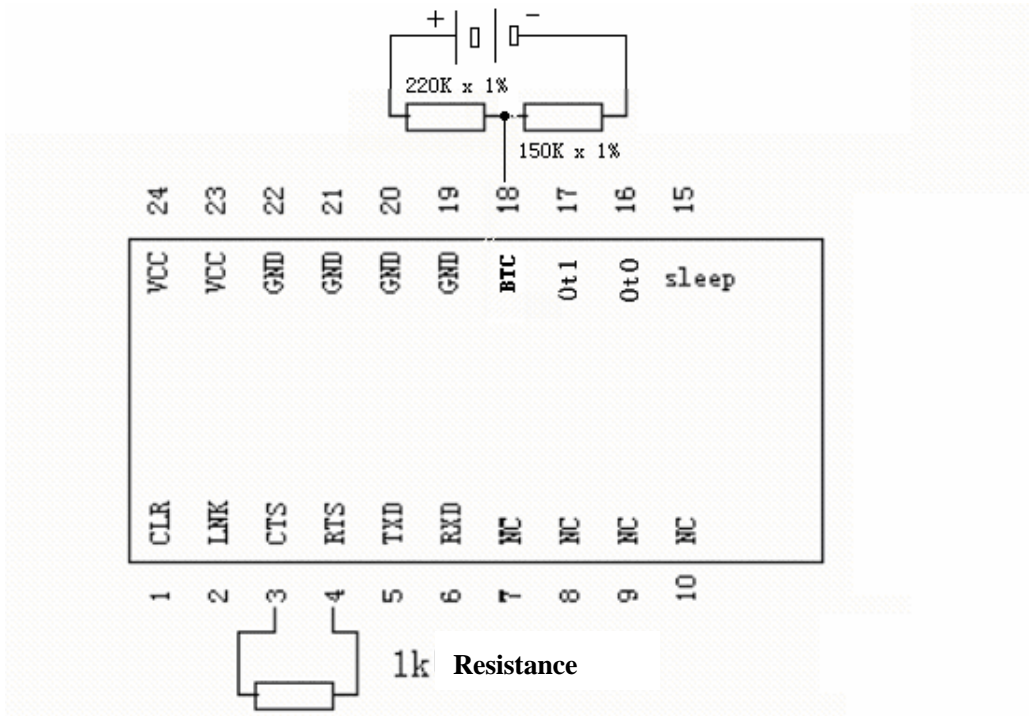 + −
220K x 1%
150K x 1%
24 23 22 21 20 19 18 17 16 15
VCC VCC GND GND GND GND BTC Ot1 Ot0 sleep
CLR LNK CTS RTS TXD RXD NC NC NC NC
1 2 3 4 5 6 7 8 9 10
1k Resistance